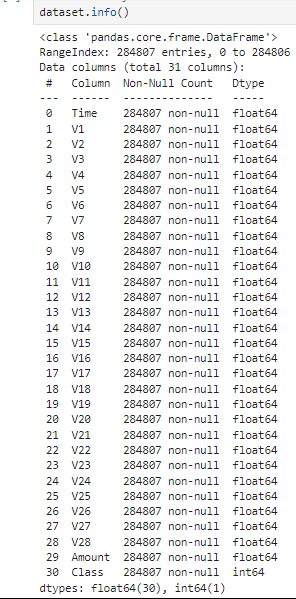 dataset.info()
<class 'pandas.core.frame.DataFrame'>
RangeIndex: 284807 entries, 0 to 284806
Data columns (total 31 columns):
 #   Column  Non-Null Count   Dtype
---  ------  --------------   -----
 0   Time    284807 non-null  float64
 1   V1      284807 non-null  float64
 2   V2      284807 non-null  float64
 3   V3      284807 non-null  float64
 4   V4      284807 non-null  float64
 5   V5      284807 non-null  float64
 6   V6      284807 non-null  float64
 7   V7      284807 non-null  float64
 8   V8      284807 non-null  float64
 9   V9      284807 non-null  float64
 10  V10     284807 non-null  float64
 11  V11     284807 non-null  float64
 12  V12     284807 non-null  float64
 13  V13     284807 non-null  float64
 14  V14     284807 non-null  float64
 15  V15     284807 non-null  float64
 16  V16     284807 non-null  float64
 17  V17     284807 non-null  float64
 18  V18     284807 non-null  float64
 19  V19     284807 non-null  float64
 20  V20     284807 non-null  float64
 21  V21     284807 non-null  float64
 22  V22     284807 non-null  float64
 23  V23     284807 non-null  float64
 24  V24     284807 non-null  float64
 25  V25     284807 non-null  float64
 26  V26     284807 non-null  float64
 27  V27     284807 non-null  float64
 28  V28     284807 non-null  float64
 29  Amount  284807 non-null  float64
 30  Class   284807 non-null  int64
dtypes: float64(30), int64(1)